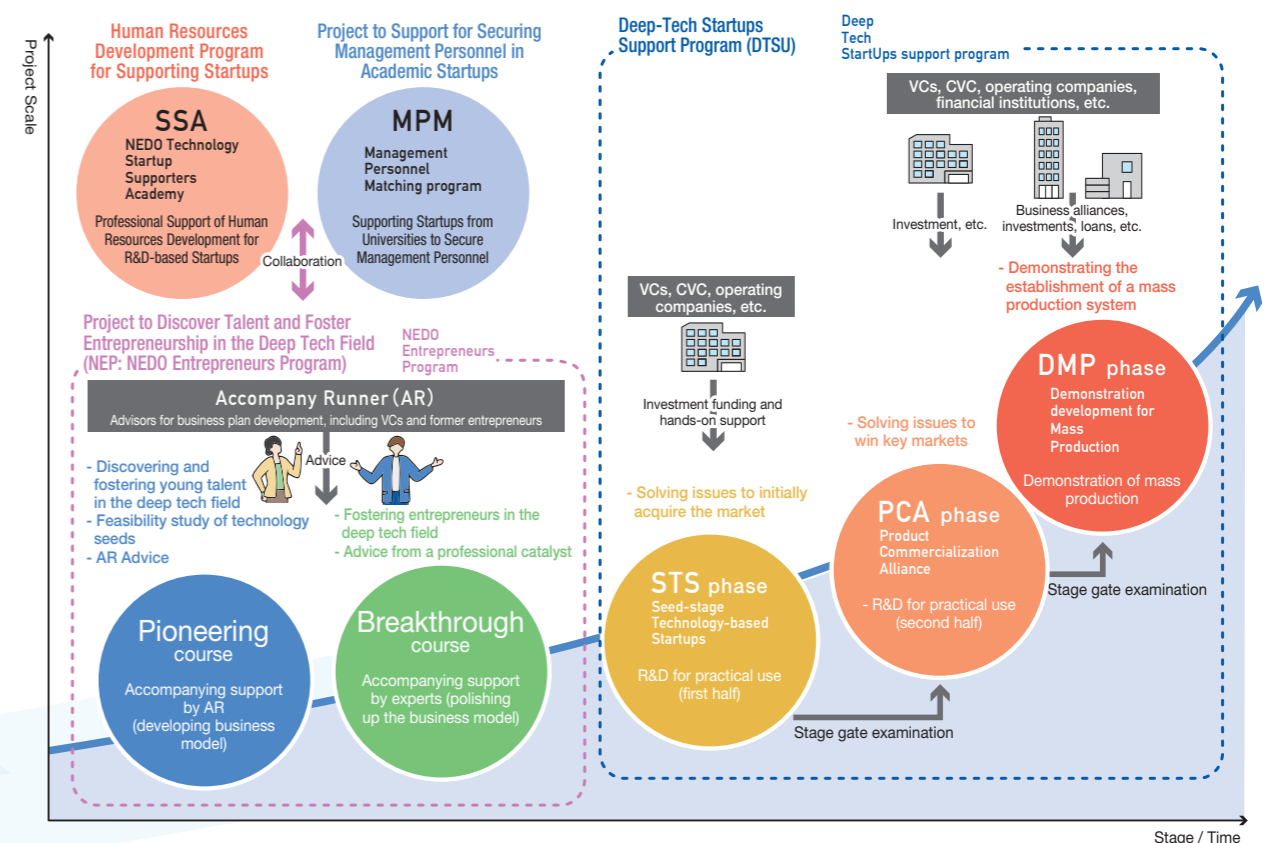 Project Scale
Human Resources
Development Program
for Supporting Startups
SSA
NEDO Technology
Startup
Supporters
Academy
Professional Support of Human
Resources Development for
R&D-based Startups
Project to Support for Securing
Management Personnel in
Academic Startups
MPM
Management
Personnel
Matching program
Supporting Startups from
Universities to Secure
Management Personnel
Collaboration
Project to Discover Talent and Foster
Entrepreneurship in the Deep Tech Field
(NEP: NEDO Entrepreneurs Program)
NEDO
Entrepreneurs
Program
Accompany Runner (AR)
Advisors for business plan development, including VCs and former entrepreneurs
Advice
- Discovering and
fostering young talent
in the deep tech field
- Feasibility study of technology
seeds
- AR Advice
- Fostering entrepreneurs in the
deep tech field
- Advice from a professional catalyst
Pioneering
course
Accompanying support
by AR
(developing business
model)
Breakthrough
course
Accompanying support
by experts (polishing
up the business model)
Deep-Tech Startups
Support Program (DTSU)
Deep
Tech
StartUps support program
VCs, CVC, operating
companies, etc.
Investment funding and
hands-on support
- Solving issues to initially
acquire the market
STS phase
Seed-stage
Technology-based
Startups
R&D for practical use
(first half)
Stage gate examination
VCs, CVC, operating companies,
financial institutions, etc.
Investment, etc.
Business alliances,
investments, loans, etc.
- Solving issues to
win key markets
PCA phase
Product
Commercialization
Alliance
- R&D for practical use
(second half)
Stage gate examination
- Demonstrating the
establishment of a mass
production system
DMP phase
Demonstration
development for
Mass
Production
Demonstration of mass
production
Stage / Time